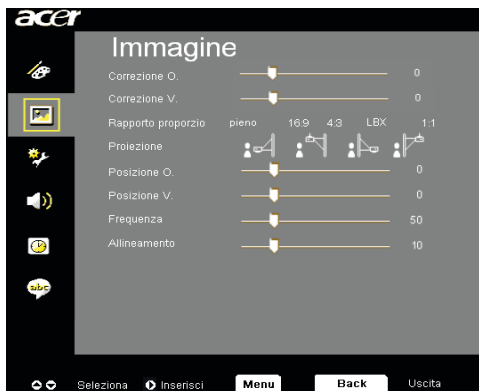 acer
Immagine
Correzione O. 0
Correzione V. 0
Rapporto proporzio pieno 16:9 4:3 LBX 1:1
Proiezione
Posizione O. 0
Posizione V. 0
Frequenza 50
Allineamento 10
abc
Seleziona Inserisci Menu Back Uscita